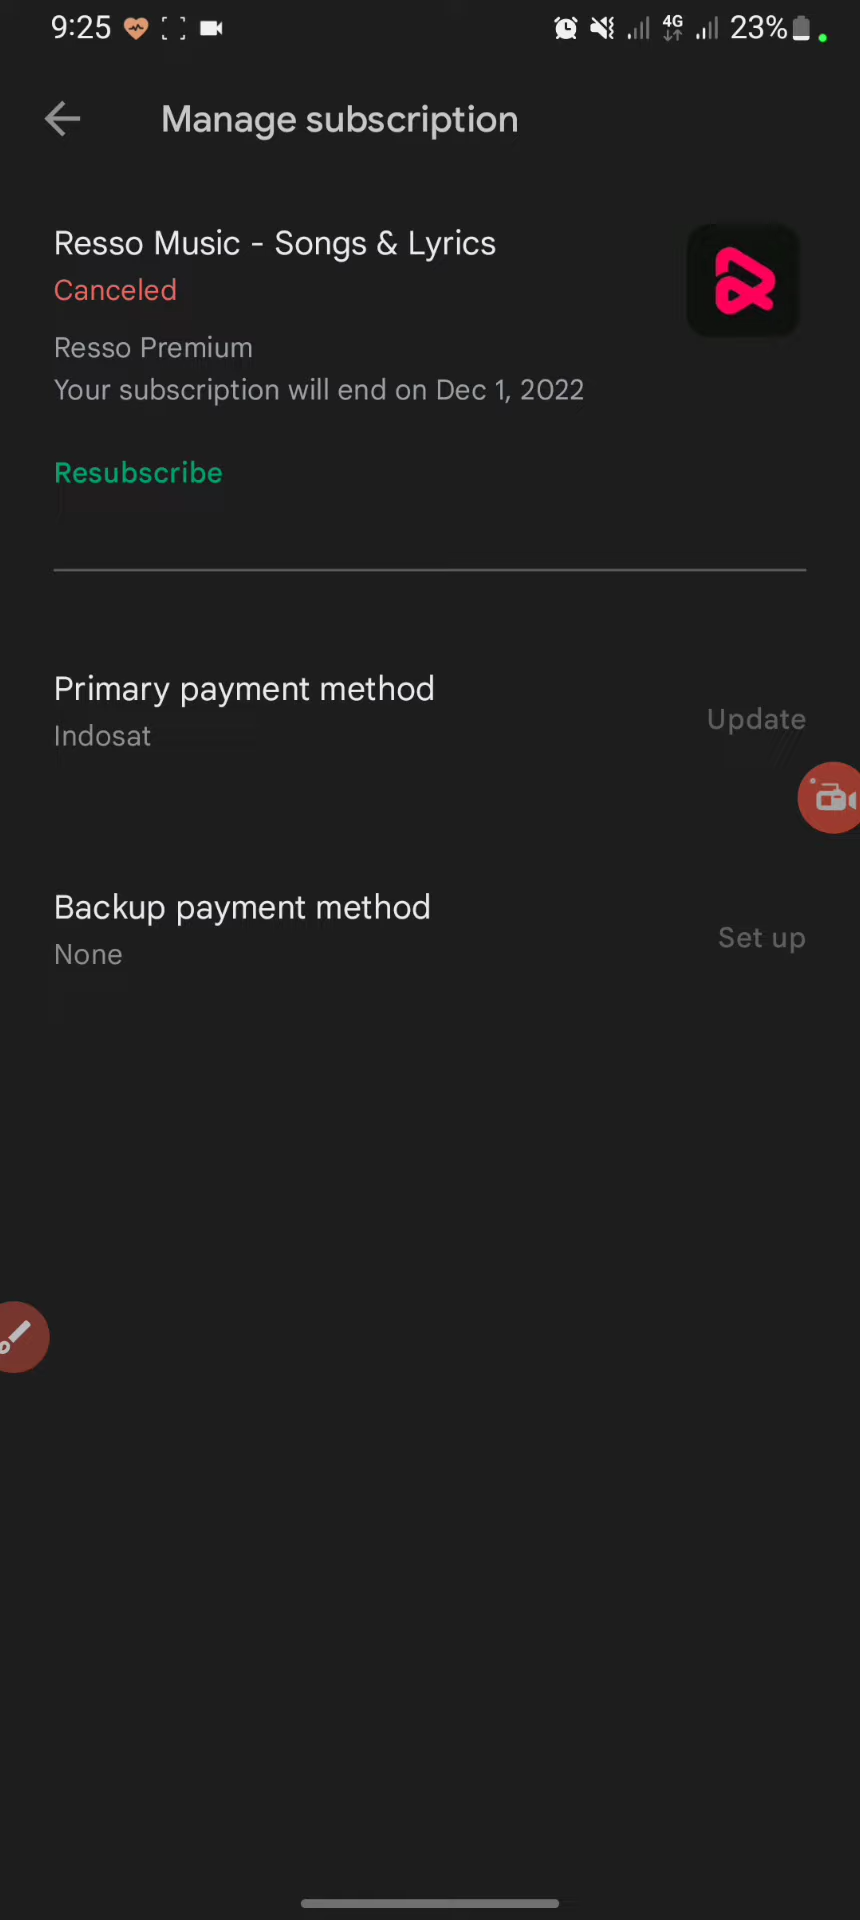 9:25
4G
23%
Manage subscription
Resso Music - Songs & Lyrics
Canceled
Resso Premium
Your subscription will end on Dec 1, 2022
Resubscribe
Primary payment method
Indosat
Update
Backup payment method
None
Set up